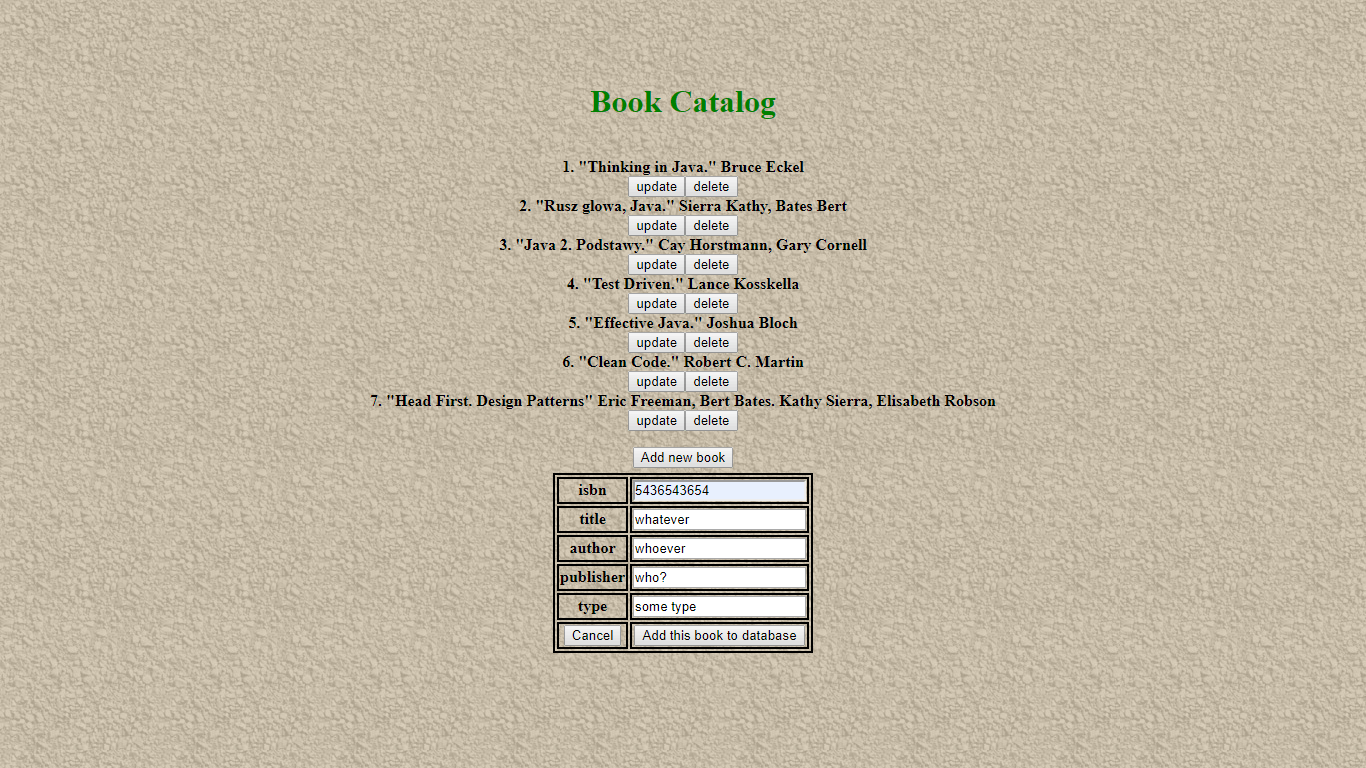 Book Catalog
1. "Thinking in Java." Bruce Eckel
update delete
2. "Rusz glowa, Java." Sierra Kathy, Bates Bert
update delete
3. "Java 2. Podstawy." Cay Horstmann, Gary Cornell
update delete
4. "Test Driven." Lance Kosskella
update delete
5. "Effective Java." Joshua Bloch
update delete
6. "Clean Code." Robert C. Martin
update delete
7. "Head First. Design Patterns" Eric Freeman, Bert Bates. Kathy Sierra, Elisabeth Robson
update delete
Add new book
isbn 5436543654
title whatever
author whoever
publisher who?
type some type
Cancel Add this book to database